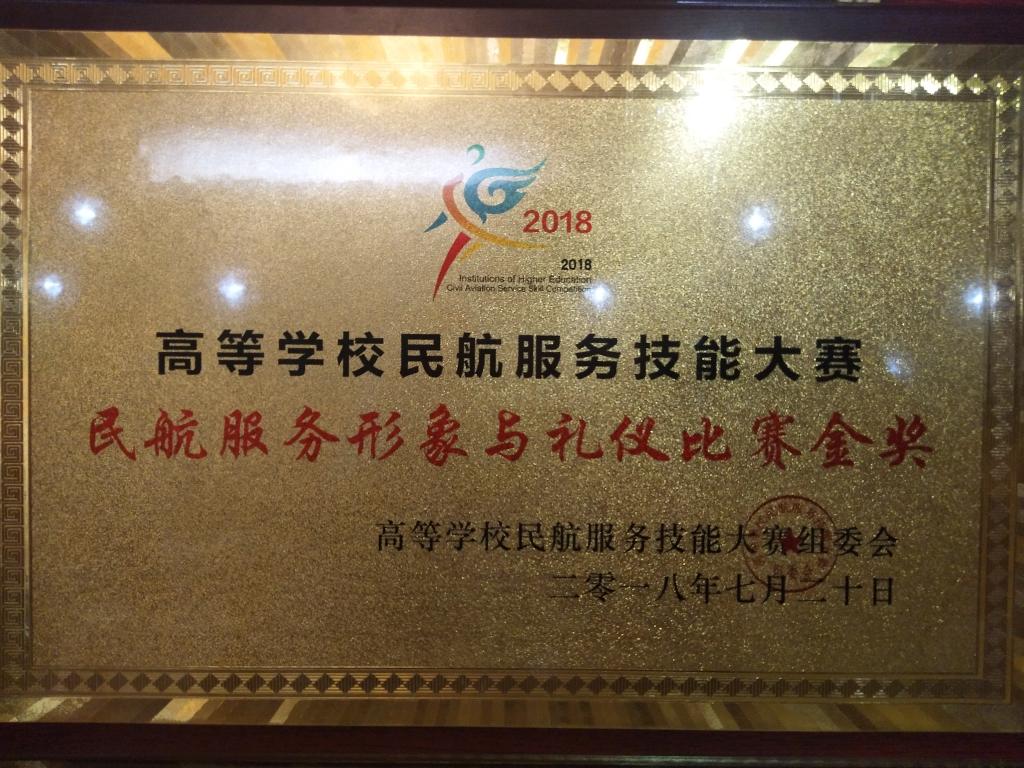 2018
2018
Institutions of Higher Education
Civil Aviation Service Skill Competition
高等学校民航服务技能大赛
民航服务形象与礼仪比赛金奖
高等学校民航服务技能大赛组委会
二零一八年七月二十日